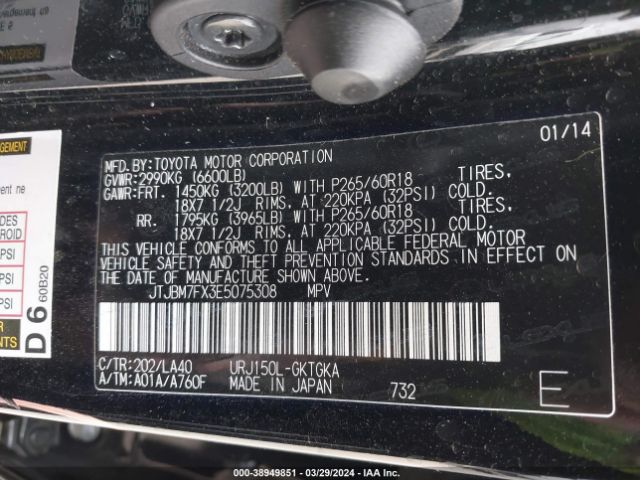 01/14
MFD. BY: TOYOTA MOTOR CORPORATION
GVWR: 2990KG (6600LB)
GAWR: FRT. 1450KG (3200LB) WITH P265/60R18 TIRES,
18X7 1/2J RIMS, AT 220KPA (32PSI) COLD.
RR. 1795KG (3965LB) WITH P265/60R18 TIRES,
18X7 1/2J RIMS, AT 220KPA (32PSI) COLD.
THIS VEHICLE CONFORMS TO ALL APPLICABLE FEDERAL MOTOR
VEHICLE SAFETY AND THEFT PREVENTION STANDARDS IN EFFECT ON
THE DATE OF MANUFACTURE SHOWN ABOVE.
JTJBM7FX3E5075308 MPV
C/TR: 202/LA40 URJ150L-GKTGKA
A/TM: A01A/A760F MADE IN JAPAN 732
E
D6 60B20
000-38949851 — 03/29/2024 — IAA Inc.